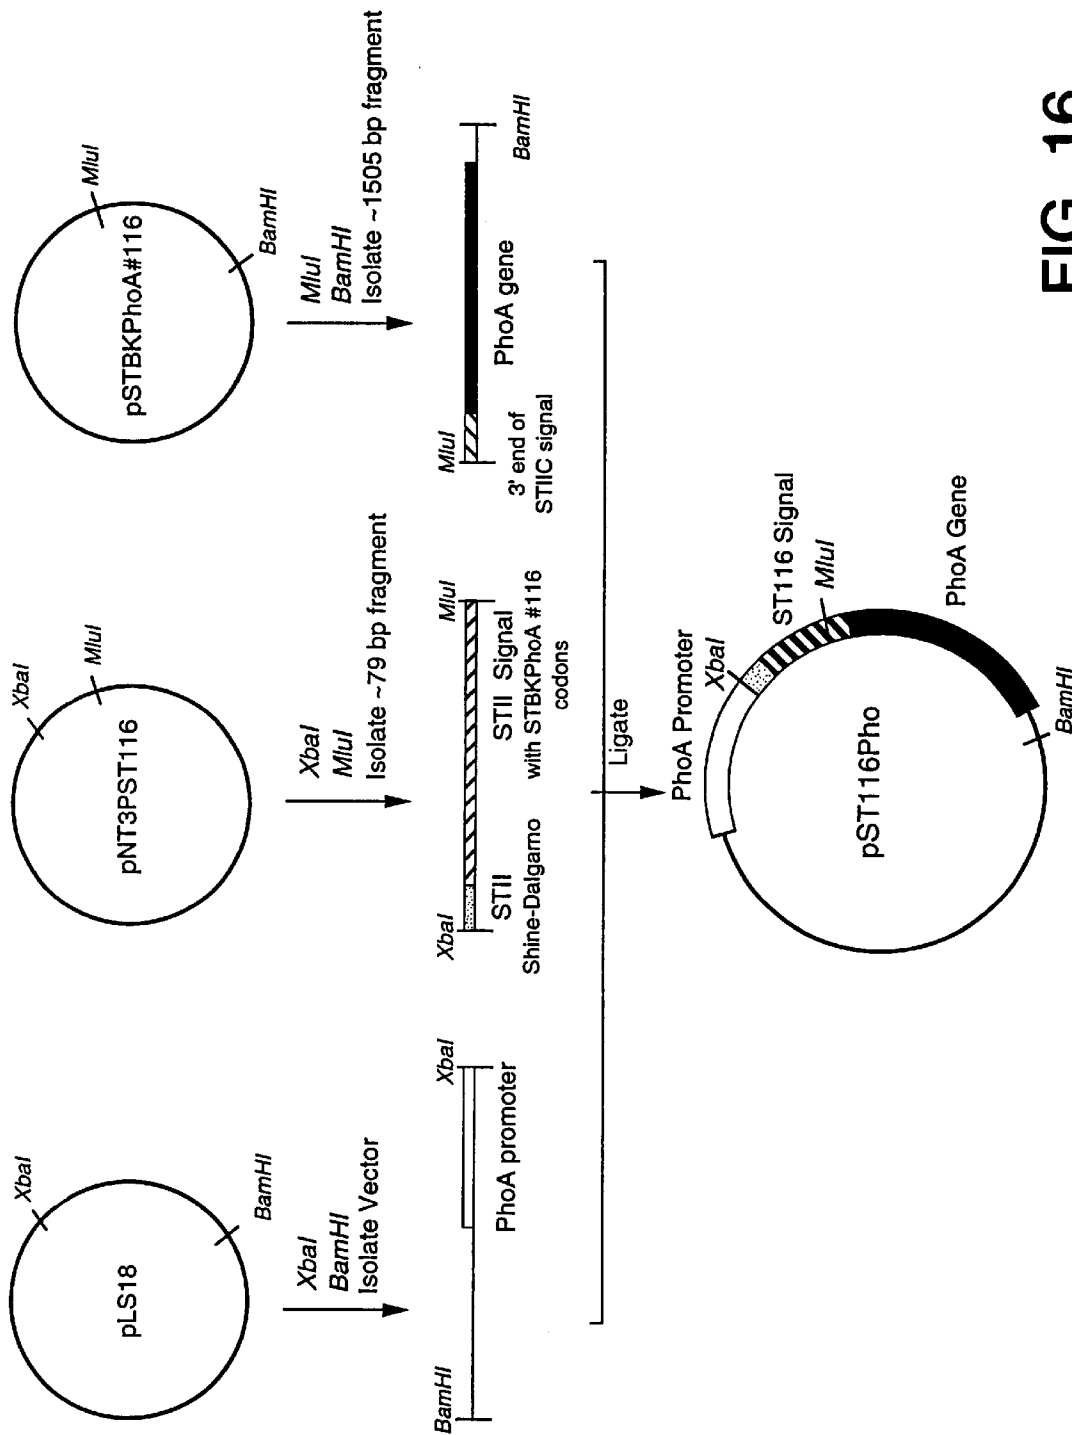 pLS18
XbaI
BamHI
XbaI
BamHI
Isolate Vector
BamHI
XbaI
PhoA promoter
pNT3PST116
XbaI
MluI
XbaI
MluI
Isolate ~79 bp fragment
XbaI
MluI
STII
Shine-Dalgarno
STII Signal
with STBKPhoA #116
codons
pSTBKPhoA#116
MluI
BamHI
MluI
BamHI
Isolate ~1505 bp fragment
MluI
BamHI
3' end of
STIIC signal
PhoA gene
Ligate
PhoA Promoter
XbaI
ST116 Signal
MluI
PhoA Gene
BamHI
pST116Pho
FIG. 16